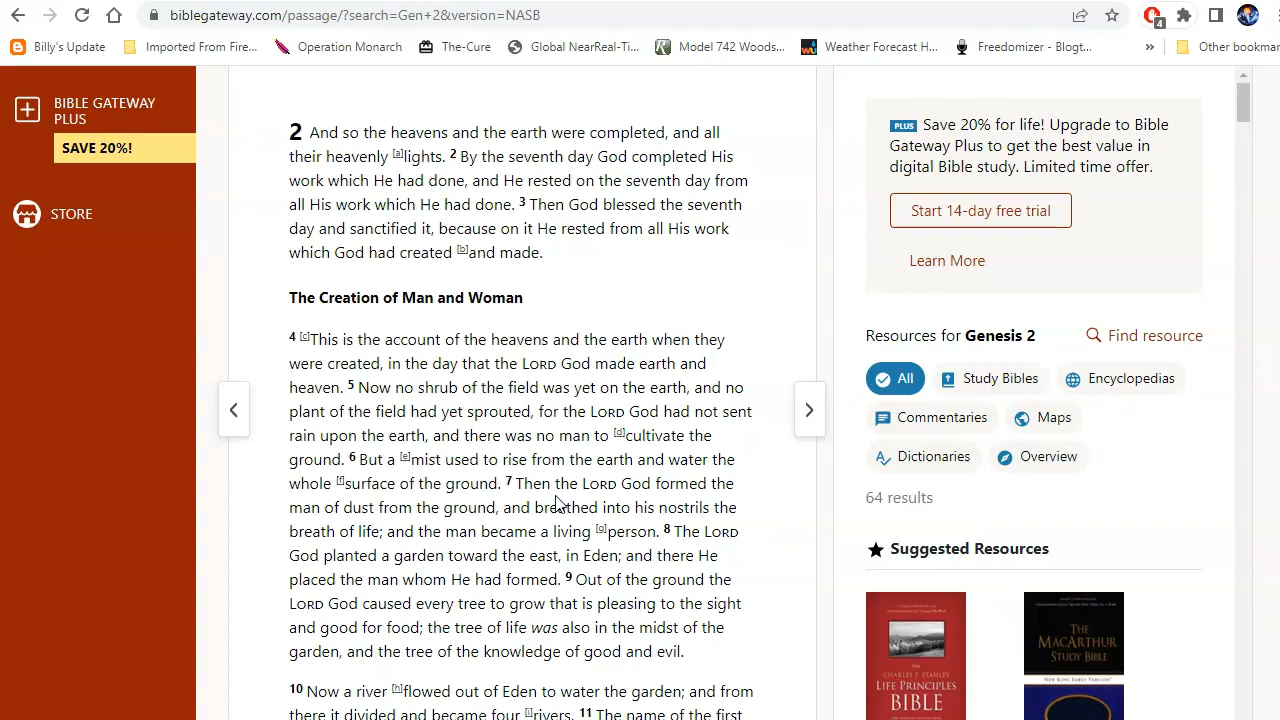 biblegateway.com/passage/?search=Gen+2&version=NASB
4
Billy's Update Imported From Fire... Operation Monarch The-Cure Global NearReal-Ti... Weather Forecast H... Freedomizer - Blogt... » Other bookmar
BIBLE GATEWAY
PLUS
SAVE 20%!
STORE
2 And so the heavens and the earth were completed, and all
their heavenly [a]lights. 2 By the seventh day God completed His
work which He had done, and He rested on the seventh day from
all His work which He had done. 3 Then God blessed the seventh
day and sanctified it, because on it He rested from all His work
which God had created [b]and made.
The Creation of Man and Woman
4 [c]This is the account of the heavens and the earth when they
were created, in the day that the LORD God made earth and
heaven. 5 Now no shrub of the field was yet on the earth, and no
plant of the field had yet sprouted, for the LORD God had not sent
rain upon the earth, and there was no man to [d]cultivate the
ground. 6 But a [e]mist used to rise from the earth and water the
whole [f]surface of the ground. 7 Then the LORD God formed the
man of dust from the ground, and breathed into his nostrils the
breath of life; and the man became a living [g]person. 8 The LORD
God planted a garden toward the east, in Eden; and there He
placed the man whom He had formed. 9 Out of the ground the
LORD God caused every tree to grow that is pleasing to the sight
and good for food; the tree of life was also in the midst of the
garden, and the tree of the knowledge of good and evil.
10 Now a river flowed out of Eden to water the garden; and from
11 The name of the first
PLUS Save 20% for life! Upgrade to Bible
Gateway Plus to get the best value in
digital Bible study. Limited time offer.
Start 14-day free trial
Learn More
Resources for Genesis 2 Find resource
All Study Bibles Encyclopedias
Commentaries Maps
Dictionaries Overview
64 results
Suggested Resources
CHARLES F. STANLEY
LIFE PRINCIPLES
BIBLE
THE
MACARTHUR
STUDY BIBLE
NEW KING JAMES VERSION